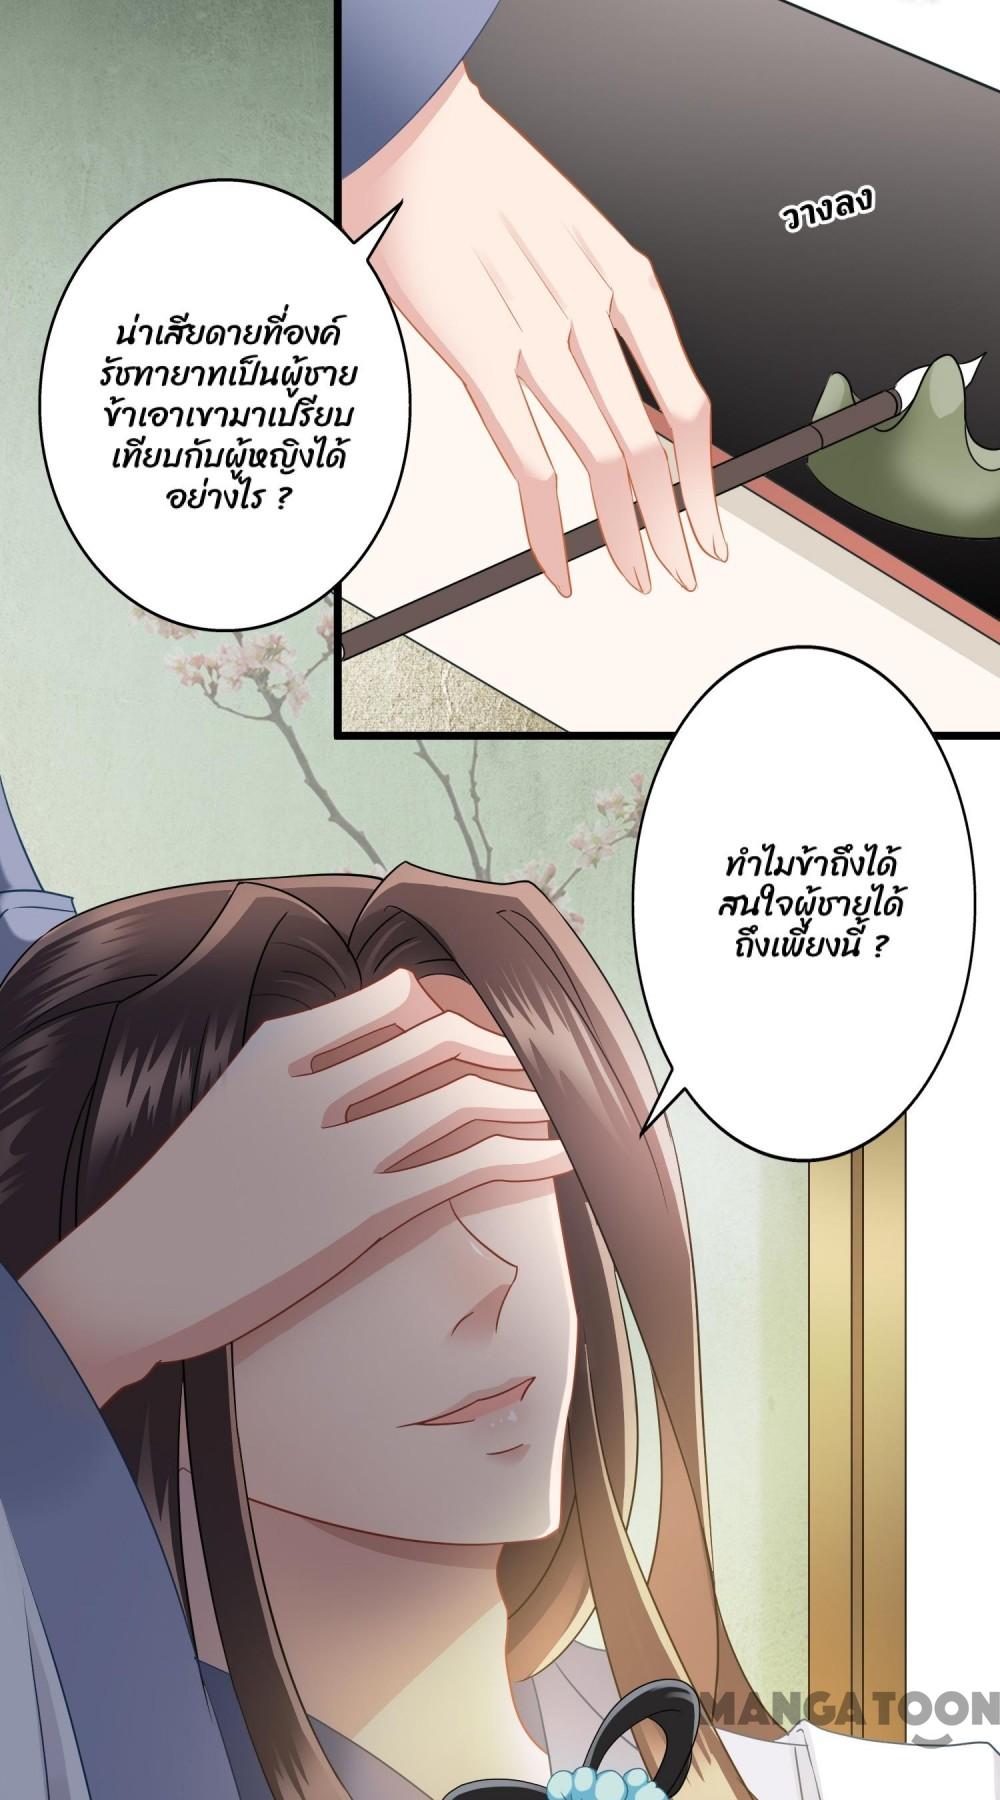 วางลง
น่าเสียดายที่องค์
รัชทายาทเป็นผู้ชาย
ข้าเอาเขามาเปรียบ
เทียบกับผู้หญิงได้
อย่างไร ?
ทำไมข้าถึงได้
สนใจผู้ชายได้
ถึงเพียงนี้ ?
MANGATOON